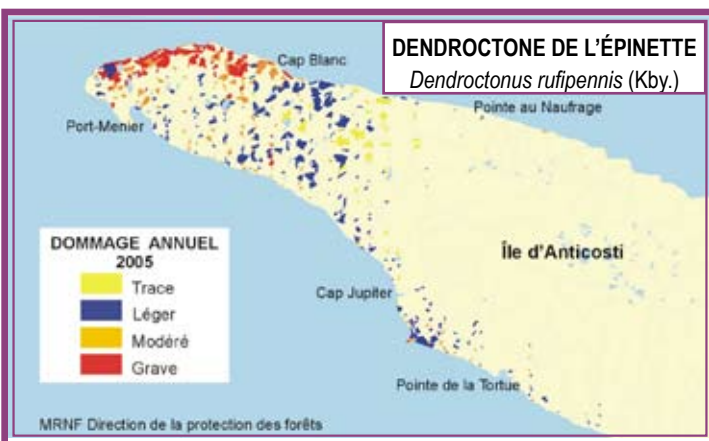 DENDROCTONE DE L'ÉPINETTE
Dendroctonus rufipennis (Kby.)
Cap Blanc
Pointe au Naufrage
Port-Menier
DOMMAGE ANNUEL
2005
Trace
Léger
Modéré
Grave
Île d'Anticosti
Cap Jupiter
Pointe de la Tortue
MRNF Direction de la protection des forêts